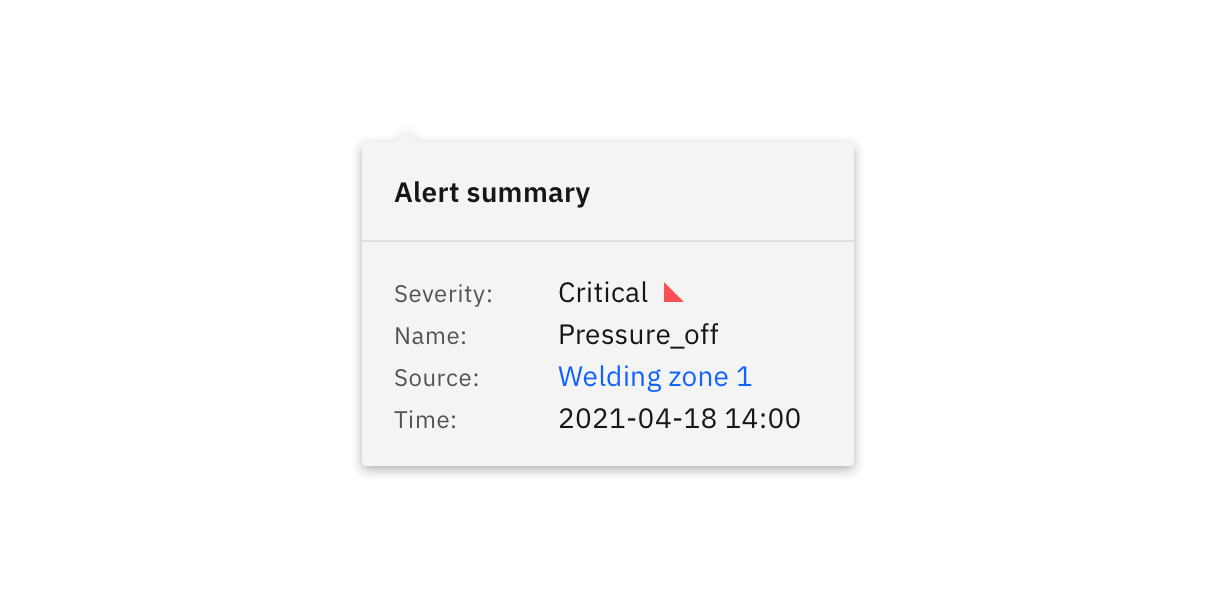 Alert summary
Severity: Critical
Name: Pressure_off
Source: Welding zone 1
Time: 2021-04-18 14:00